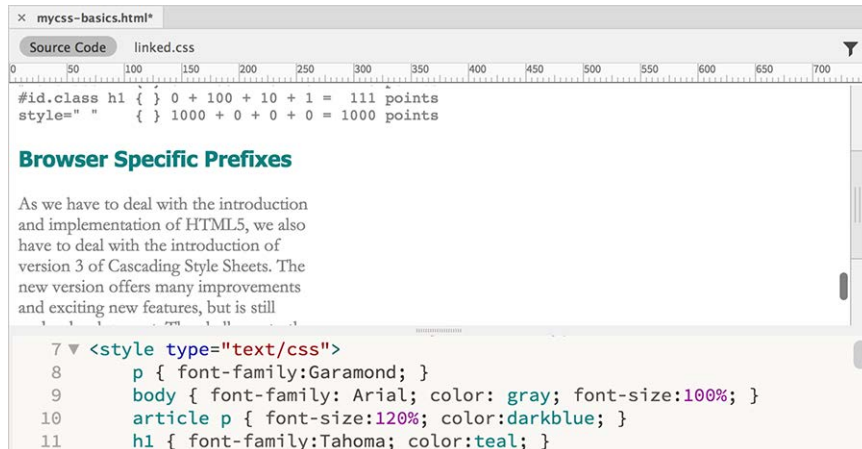 × mycss-basics.html*
Source Code linked.css
0 50 100 150 200 250 300 350 400 450 500 550 600 650 700
#id.class h1 { } 0 + 100 + 10 + 1 = 111 points
style=" " { } 1000 + 0 + 0 + 0 = 1000 points
Browser Specific Prefixes
As we have to deal with the introduction
and implementation of HTML5, we also
have to deal with the introduction of
version 3 of Cascading Style Sheets. The
new version offers many improvements
and exciting new features, but is still
7 <style type="text/css">
8 p { font-family:Garamond; }
9 body { font-family: Arial; color: gray; font-size:100%; }
10 article p { font-size:120%; color:darkblue; }
11 h1 { font-family:Tahoma; color:teal; }